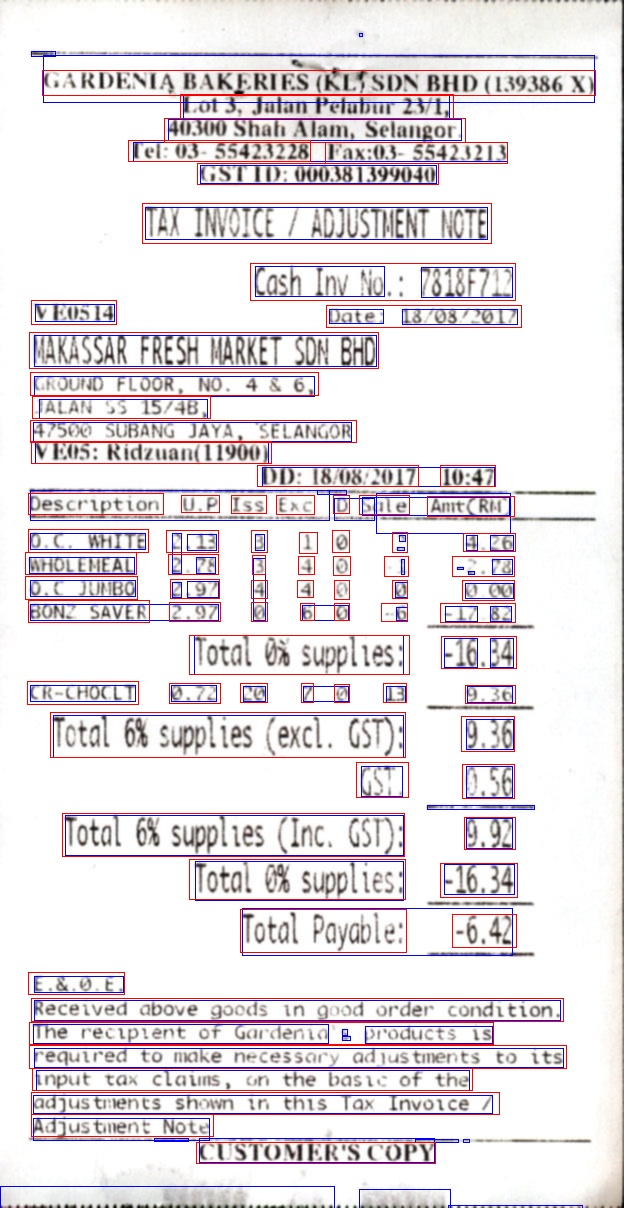 GARDENIA BAKERIES (KL) SDN BHD (139386 X)
Lot 3, Jalan Pelabur 23/1,
40300 Shah Alam, Selangor.
Tel: 03- 55423228 Fax:03- 55423213
GST ID: 000381399040
TAX INVOICE / ADJUSTMENT NOTE
Cash Inv No.: 7818F712
VE0514 Date: 18/08/2017
MAKASSAR FRESH MARKET SDN BHD
GROUND FLOOR, NO. 4 & 6,
JALAN SS 15/4B,
47500 SUBANG JAYA, SELANGOR
VE05: Ridzuan(11900)
DD: 18/08/2017 10:47
Description U.P Iss Exc D Sale Amt(RM)
O.C. WHITE 2.13 3 1 0 4.26
WHOLEMEAL 2.78 3 4 0 -1 -2.78
O.C JUMBO 2.97 4 4 0 0 0.00
BONZ SAVER 2.97 0 6 0 -6 -17.82
Total 0% supplies: -16.34
CR-CHOCLT 0.72 20 7 0 13 9.36
Total 6% supplies (excl. GST): 9.36
GST: 0.56
Total 6% supplies (Inc. GST): 9.92
Total 0% supplies: -16.34
Total Payable: -6.42
E.&.O.E.
Received above goods in good order condition.
The recipient of Gardenia's products is
required to make necessary adjustments to its
input tax claims, on the basic of the
adjustments shown in this Tax Invoice /
Adjustment Note
CUSTOMER'S COPY